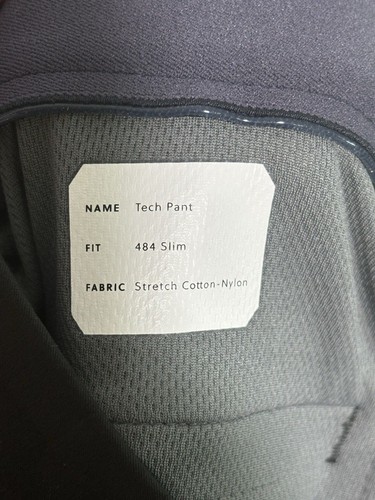 NAME Tech Pant
FIT 484 Slim
FABRIC Stretch Cotton-Nylon